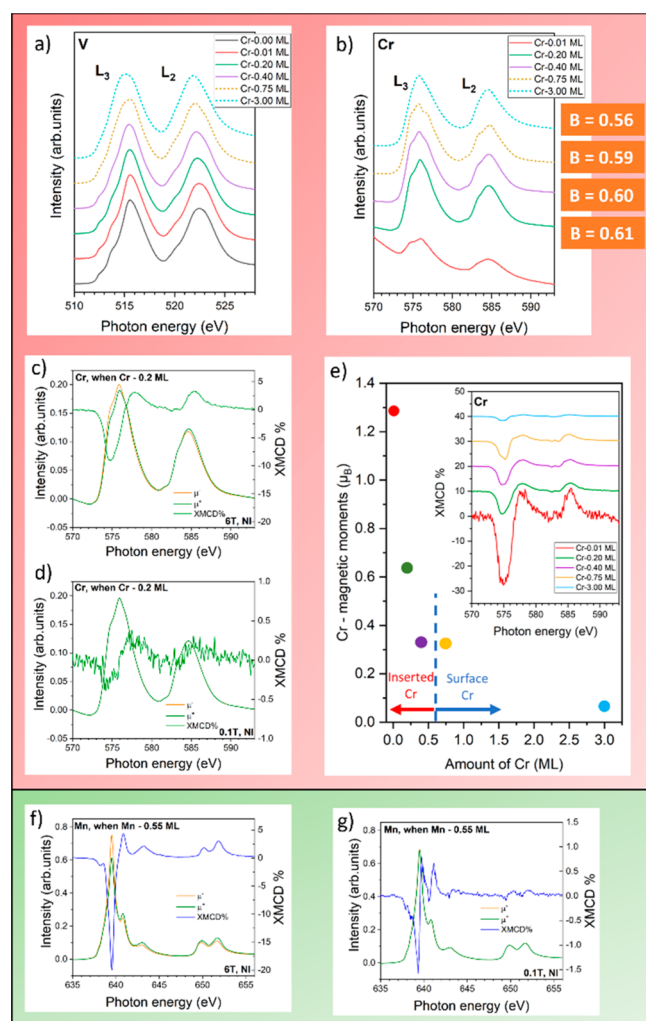 a)
V
Cr-0.00 ML
Cr-0.01 ML
Cr-0.20 ML
Cr-0.40 ML
Cr-0.75 ML
Cr-3.00 ML
L3
L2
Intensity (arb.units)
510 515 520 525
Photon energy (eV)
b)
Cr
Cr-0.01 ML
Cr-0.20 ML
Cr-0.40 ML
Cr-0.75 ML
Cr-3.00 ML
L3
L2
Intensity (arb.units)
570 575 580 585 590
Photon energy (eV)
B = 0.56
B = 0.59
B = 0.60
B = 0.61
c)
Cr, when Cr - 0.2 ML
Intensity (arb.units)
0.20
0.15
0.10
0.05
0.00
-0.05
5
0
-5
-10
-15
-20
XMCD %
μ-
μ+
XMCD%
6T, NI
570 575 580 585 590
Photon energy (eV)
d)
Cr, when Cr - 0.2 ML
Intensity (arb.units)
0.20
0.15
0.10
0.05
0.00
-0.05
1.0
0.5
0.0
-0.5
-1.0
XMCD %
μ-
μ+
XMCD%
0.1T, NI
570 575 580 585 590
Photon energy (eV)
e)
Cr - magnetic moments (μB)
1.4
1.2
1.0
0.8
0.6
0.4
0.2
0.0
Inserted
Cr
Surface
Cr
0.0 0.5 1.0 1.5 2.0 2.5 3.0
Amount of Cr (ML)
Cr
XMCD %
40
30
20
10
0
-10
-20
-30
Cr-0.01 ML
Cr-0.20 ML
Cr-0.40 ML
Cr-0.75 ML
Cr-3.00 ML
570 575 580 585 590
Photon energy (eV)
f)
Mn, when Mn - 0.55 ML
Intensity (arb.units)
0.8
0.6
0.4
0.2
0.0
5
0
-5
-10
-15
-20
XMCD %
μ-
μ+
XMCD%
6T, NI
635 640 645 650 655
Photon energy (eV)
g)
Mn, when Mn - 0.55 ML
Intensity (arb.units)
0.8
0.6
0.4
0.2
0.0
1.5
1.0
0.5
0.0
-0.5
-1.0
-1.5
XMCD %
μ-
μ+
XMCD%
0.1T, NI
635 640 645 650 655
Photon energy (eV)